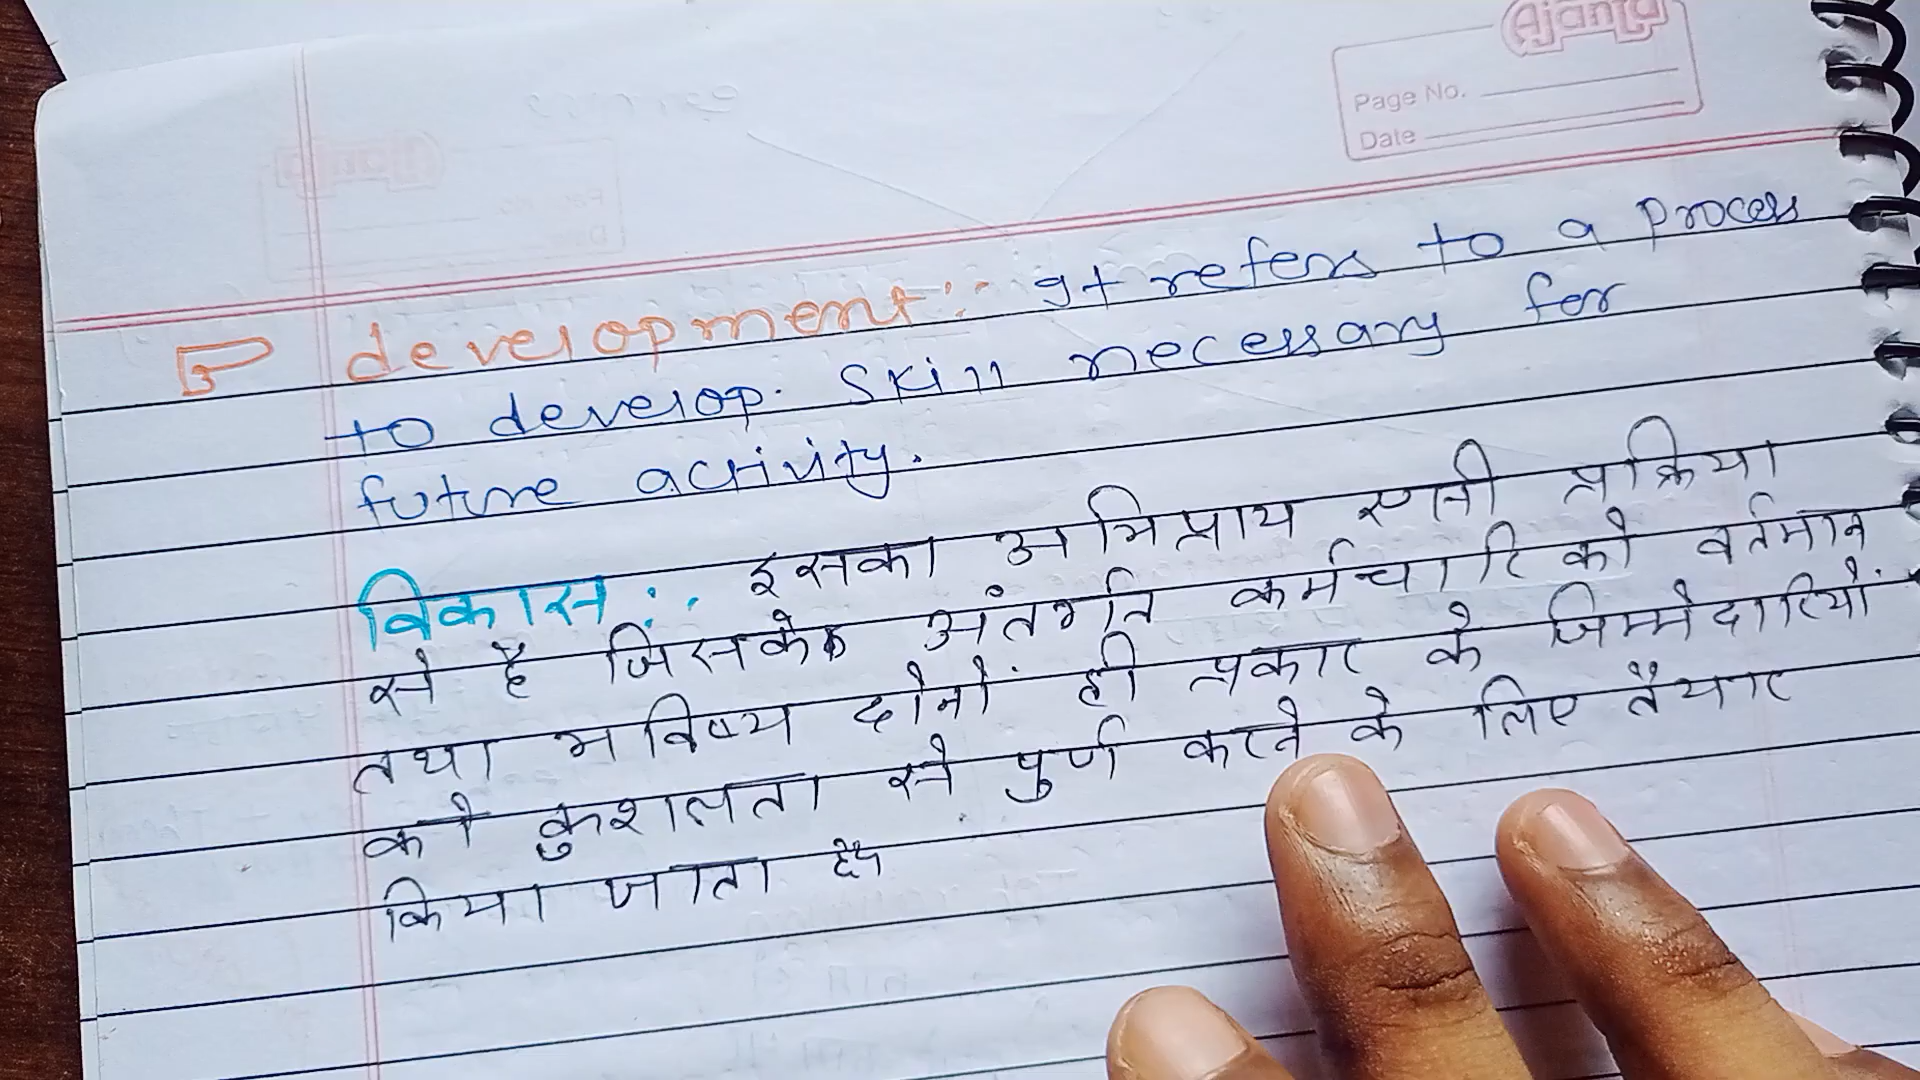 Ajanta
Page No.
Date
development:- It refers to a process
to develop. Skill necessary for
future activity.
विकास:- इसका अभिप्राय एसी प्रक्रिया
से है जिसके अंतर्गत कर्मचारि को वर्तमान
तथा भविष्य दोनों ही प्रकार के जिम्मेदारियों
को कुशलता से पुर्ण करने के लिए तैयार
किया जाता है